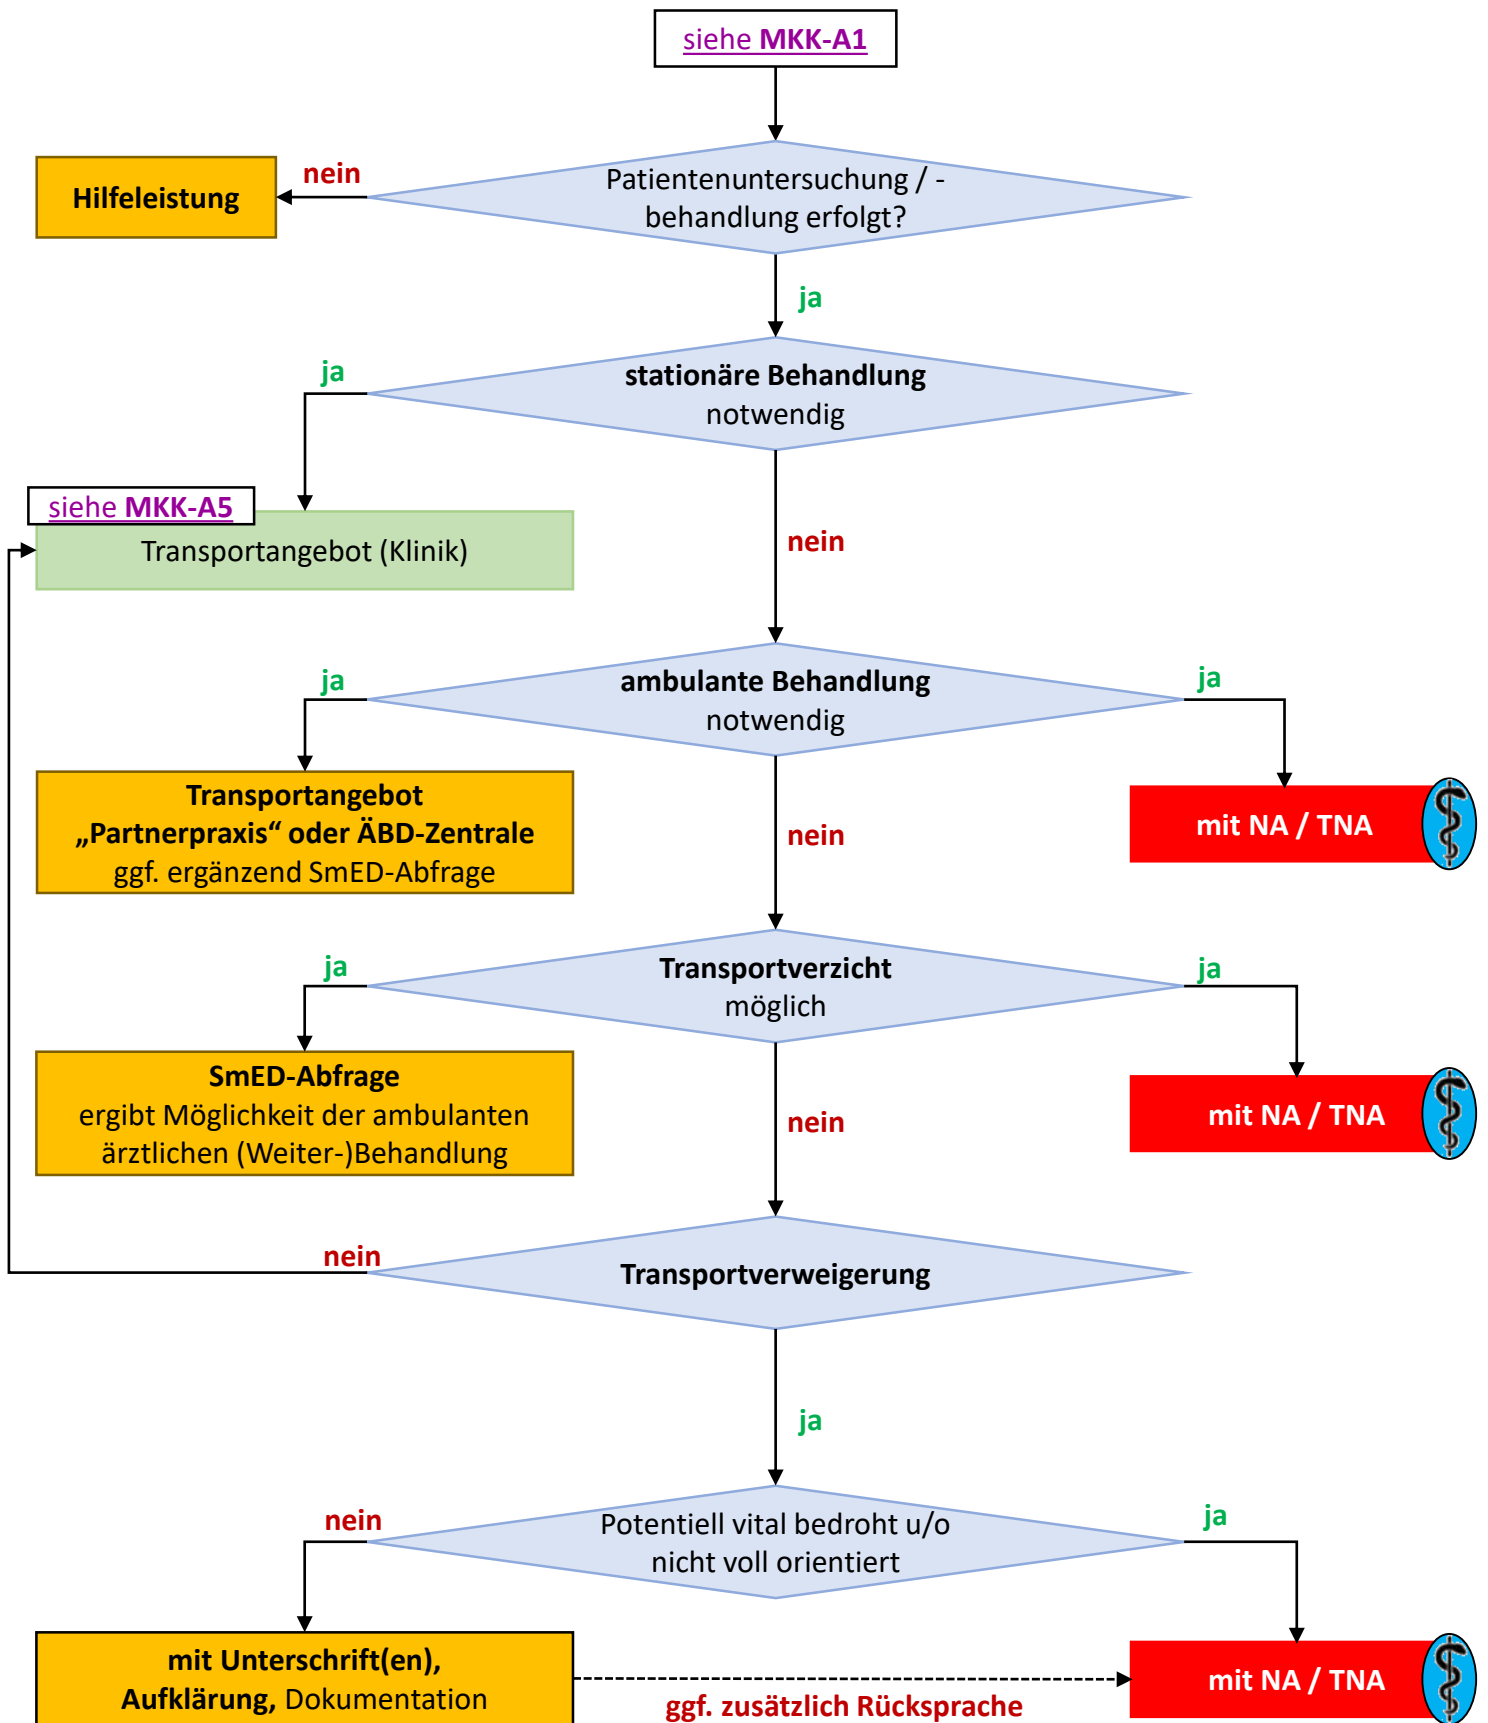 siehe MKK-A1
nein
Hilfeleistung
Patientenuntersuchung / -
behandlung erfolgt?
ja
ja
stationäre Behandlung
notwendig
siehe MKK-A5
Transportangebot (Klinik)
nein
ja
ambulante Behandlung
notwendig
ja
Transportangebot
„Partnerpraxis“ oder ÄBD-Zentrale
ggf. ergänzend SmED-Abfrage
nein
mit NA / TNA
ja
Transportverzicht
möglich
ja
SmED-Abfrage
ergibt Möglichkeit der ambulanten
ärztlichen (Weiter-)Behandlung
nein
mit NA / TNA
nein
Transportverweigerung
ja
nein
Potentiell vital bedroht u/o
nicht voll orientiert
ja
mit Unterschrift(en),
Aufklärung, Dokumentation
ggf. zusätzlich Rücksprache
mit NA / TNA